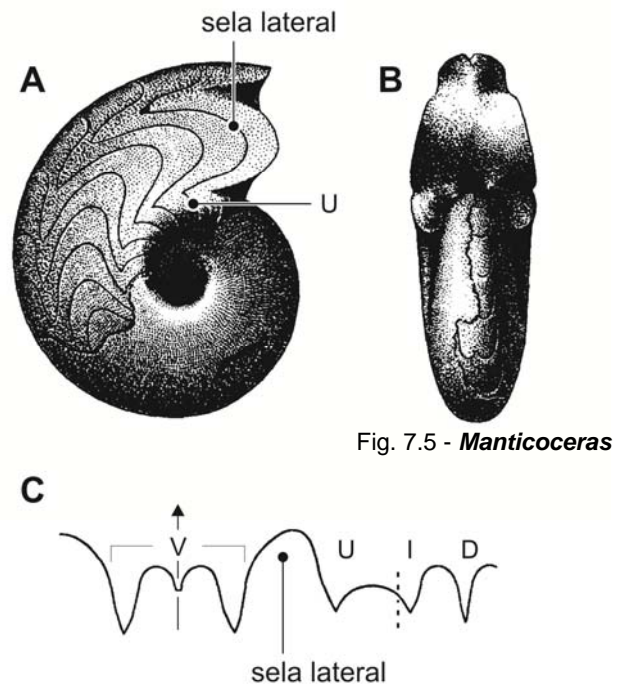 sela lateral
A
B
U
Fig. 7.5 - Manticoceras
C
V
U I D
sela lateral